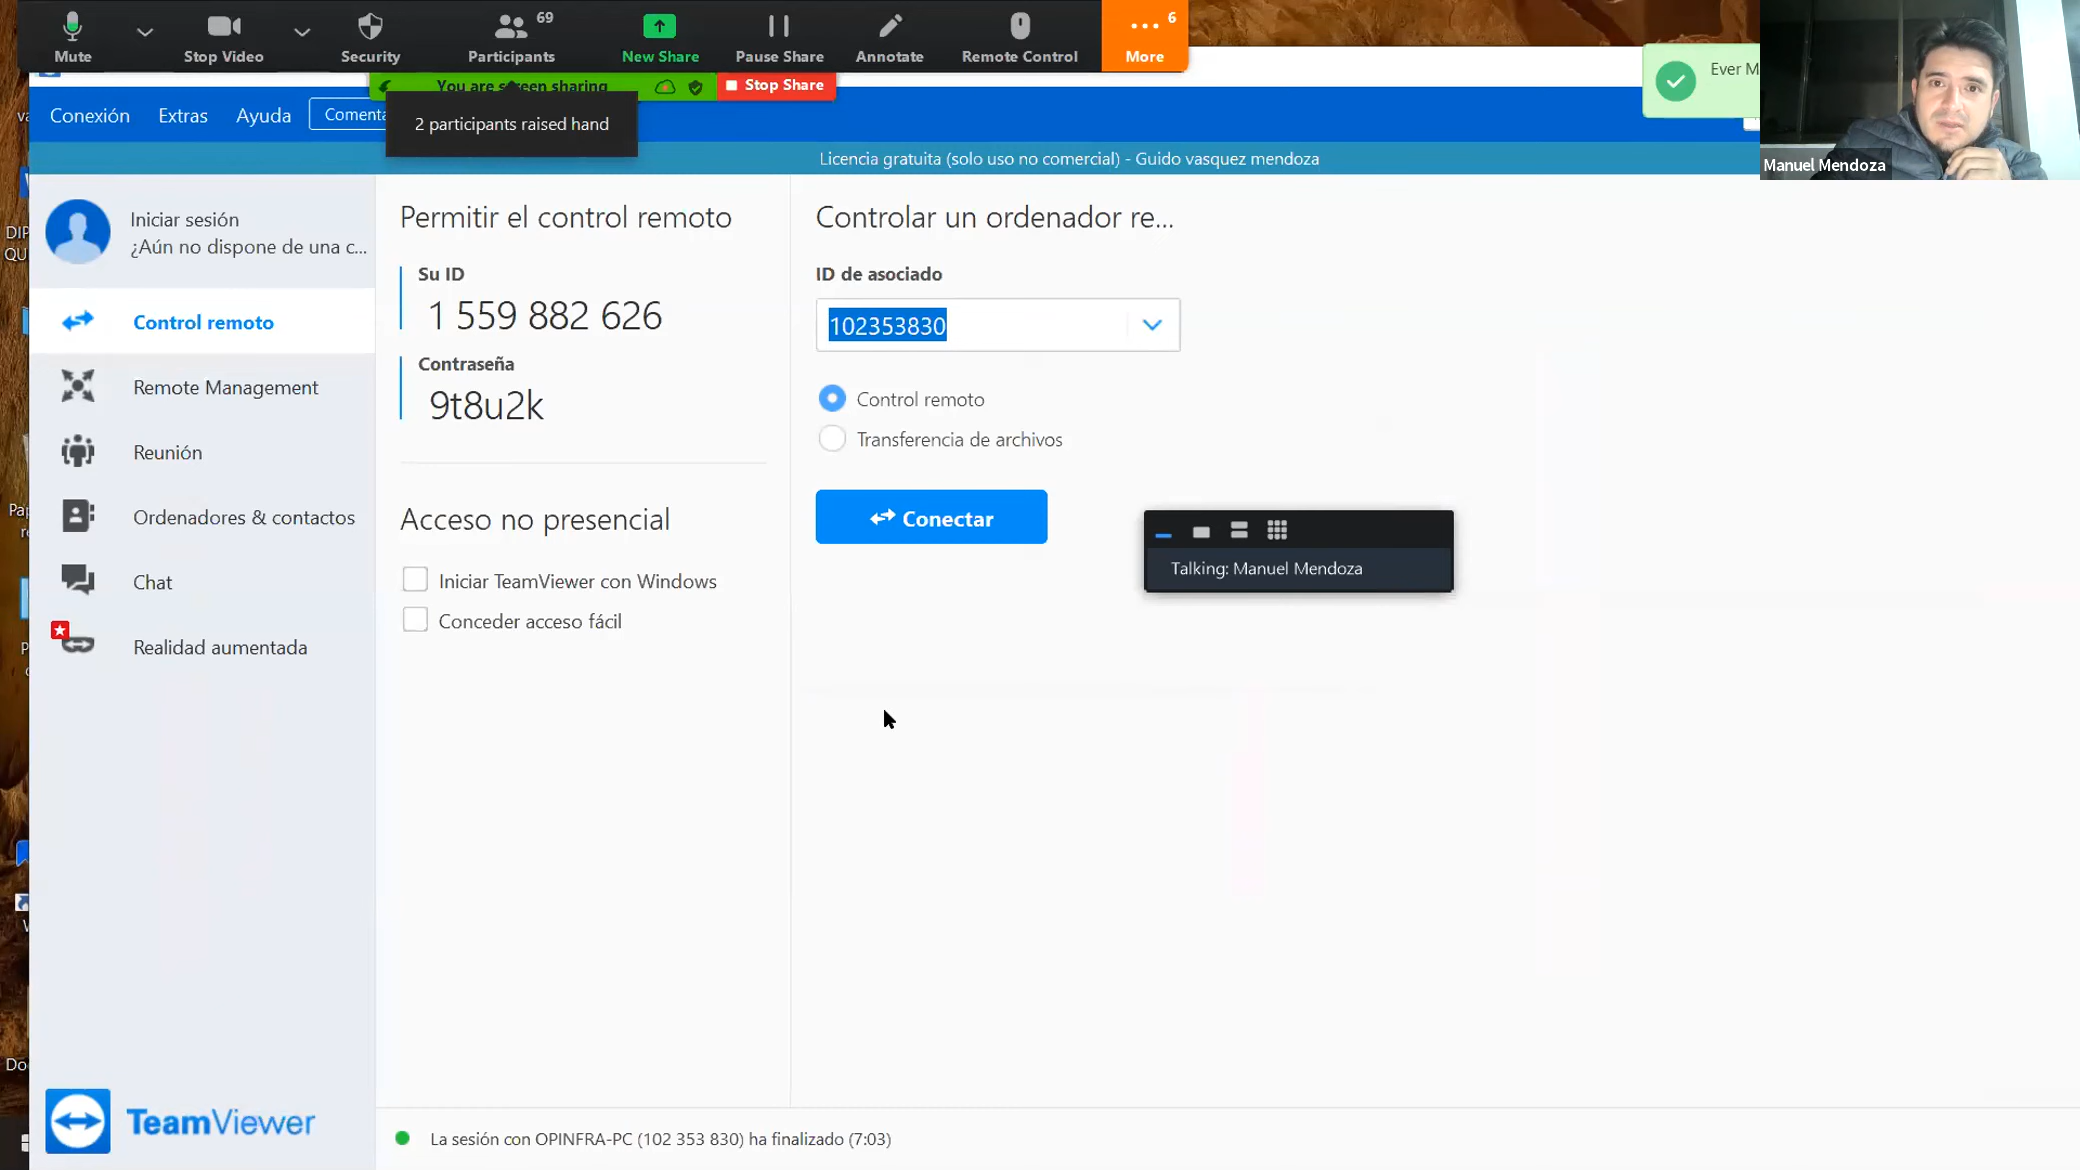 Mute
Stop Video
Security
Participants
69
New Share
Pause Share
Annotate
Remote Control
More
6
You are screen sharing
Stop Share
2 participants raised hand
Conexión
Extras
Ayuda
Ever M
Manuel Mendoza
Licencia gratuita (solo uso no comercial) - Guido vasquez mendoza
Iniciar sesión
¿Aún no dispone de una c...
Control remoto
Remote Management
Reunión
Ordenadores & contactos
Chat
Realidad aumentada
TeamViewer
Permitir el control remoto
Su ID
1 559 882 626
Contraseña
9t8u2k
Acceso no presencial
Iniciar TeamViewer con Windows
Conceder acceso fácil
Controlar un ordenador re...
ID de asociado
102353830
Control remoto
Transferencia de archivos
Conectar
Talking: Manuel Mendoza
La sesión con OPINFRA-PC (102 353 830) ha finalizado (7:03)